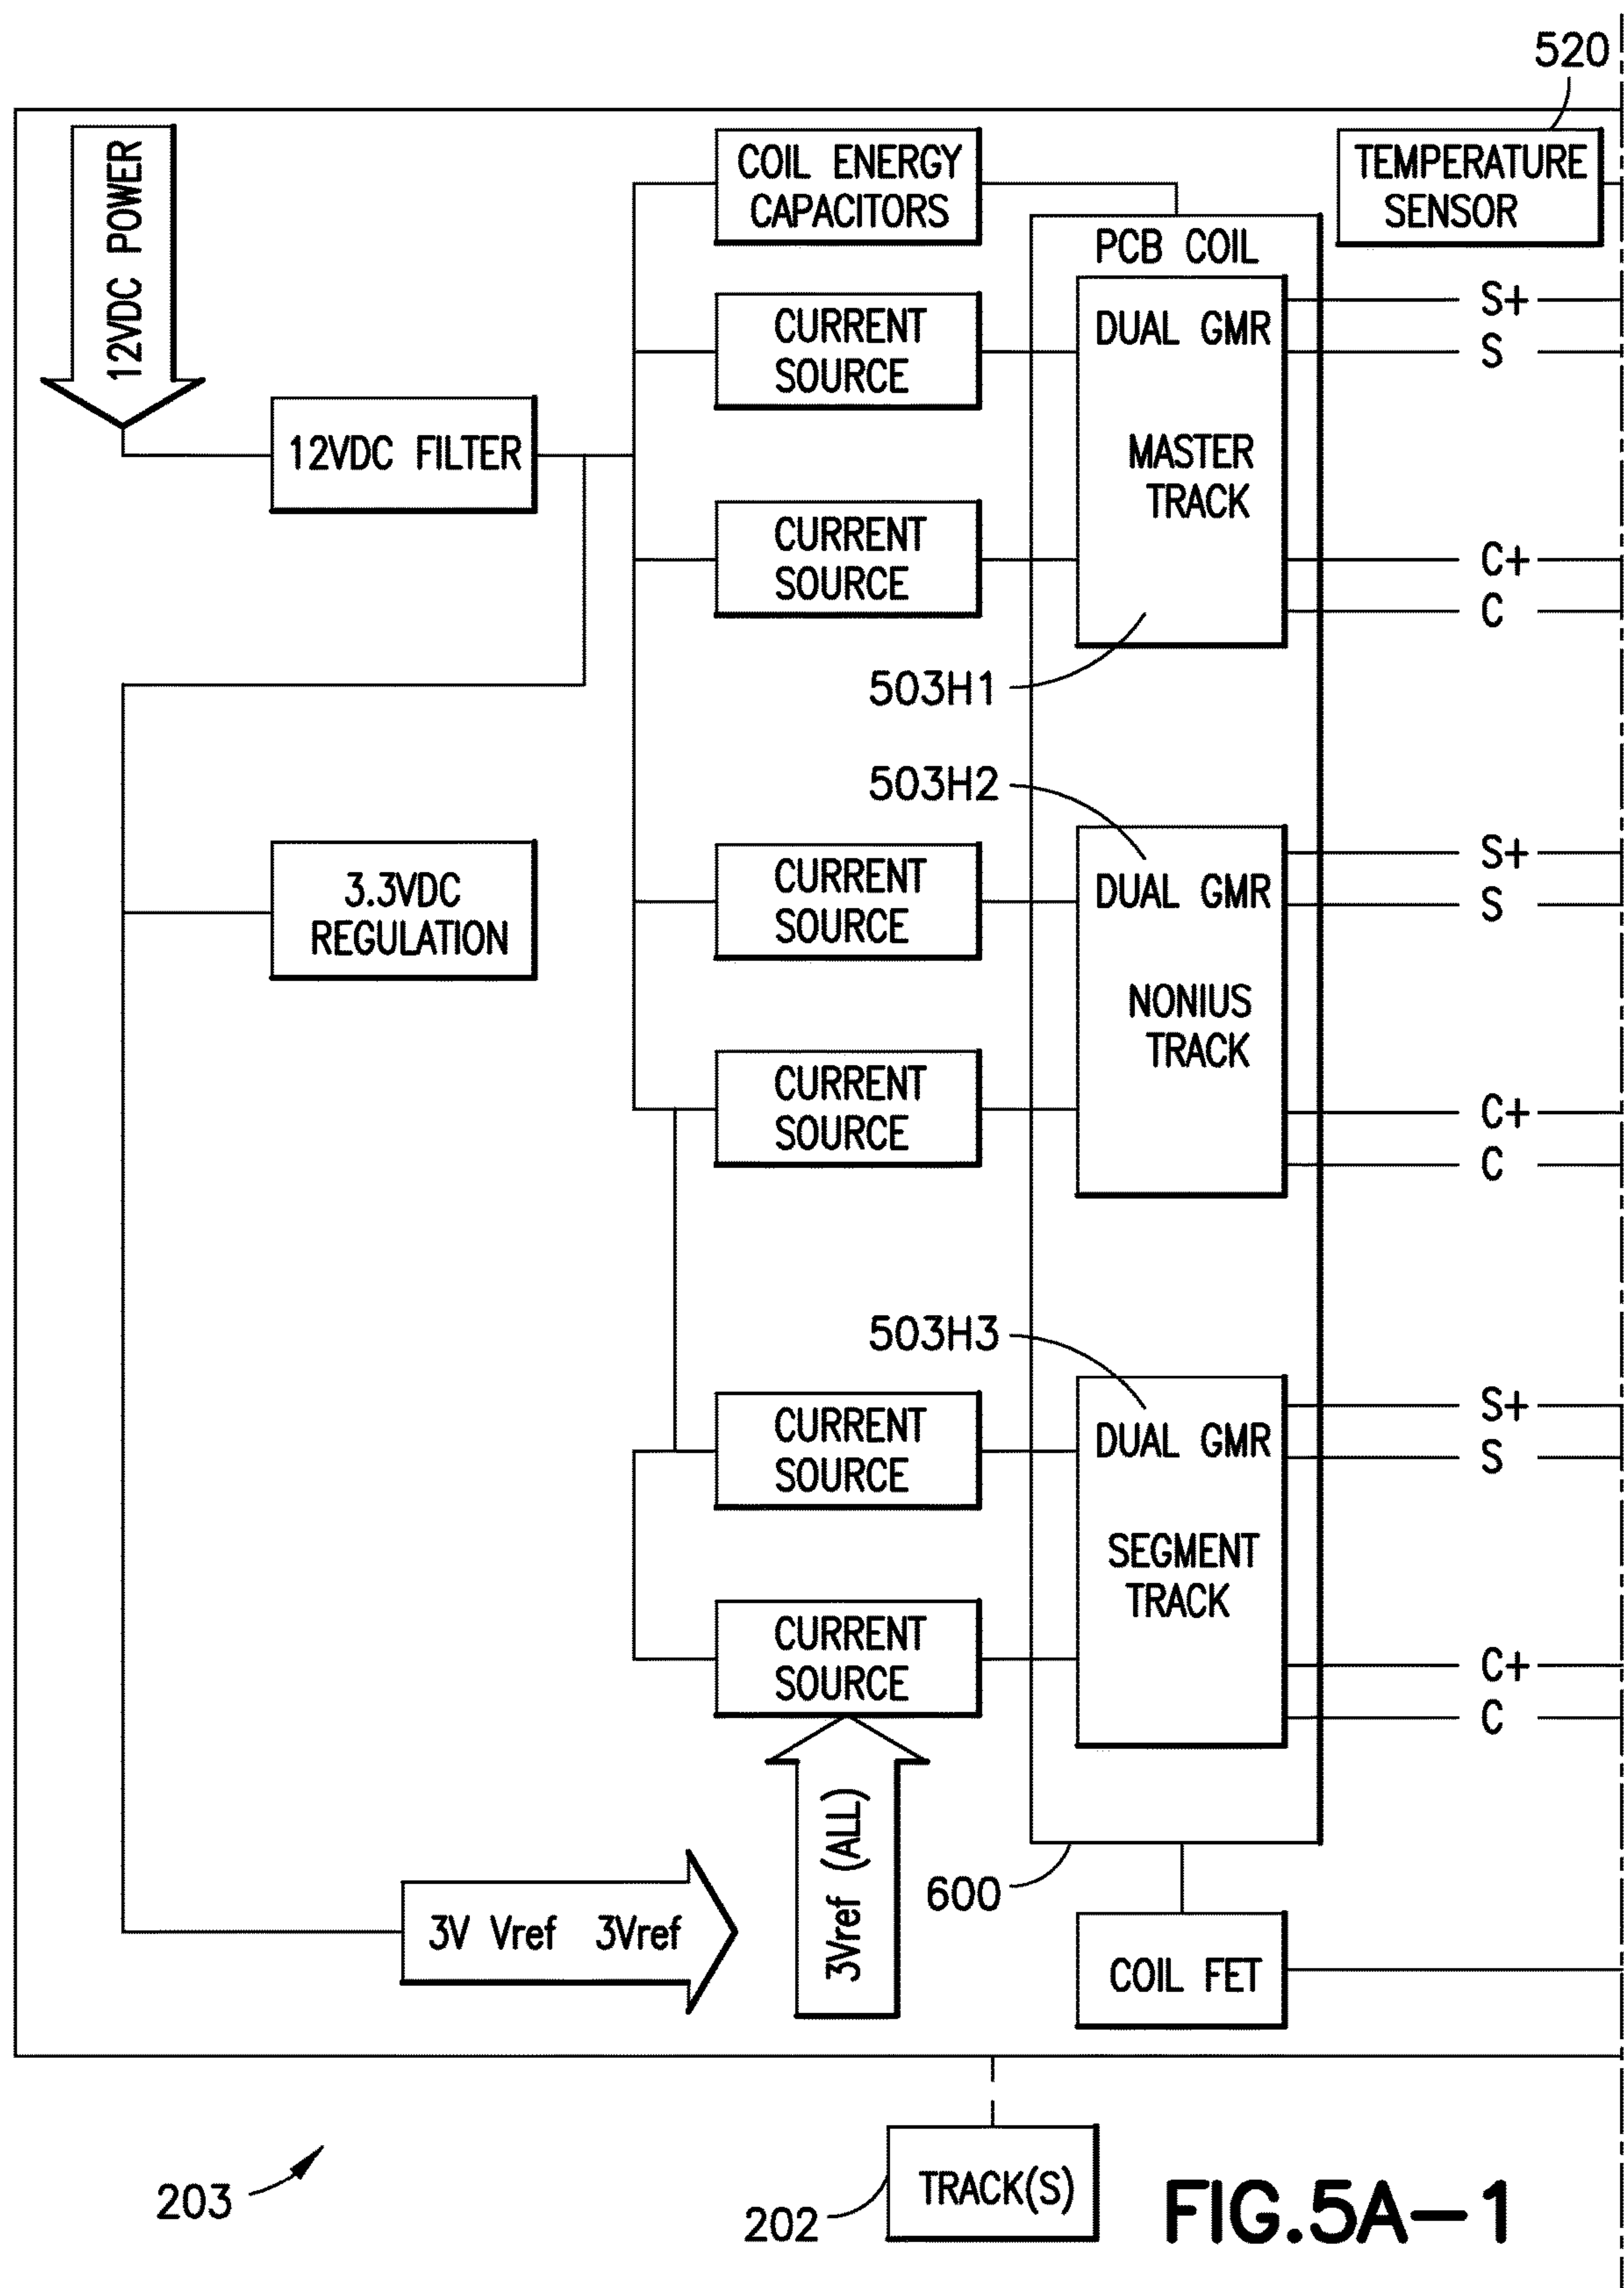 520
12VDC POWER
COIL ENERGY
CAPACITORS
TEMPERATURE
SENSOR
PCB COIL
CURRENT
SOURCE
DUAL GMR
MASTER
TRACK
S+
S
12VDC FILTER
CURRENT
SOURCE
C+
C
503H1
503H2
3.3VDC
REGULATION
CURRENT
SOURCE
DUAL GMR
NONIUS
TRACK
S+
S
CURRENT
SOURCE
C+
C
503H3
CURRENT
SOURCE
DUAL GMR
SEGMENT
TRACK
S+
S
CURRENT
SOURCE
C+
C
3V Vref 3Vref
3Vref (ALL)
600
COIL FET
203
202
TRACK(S)
FIG.5A-1